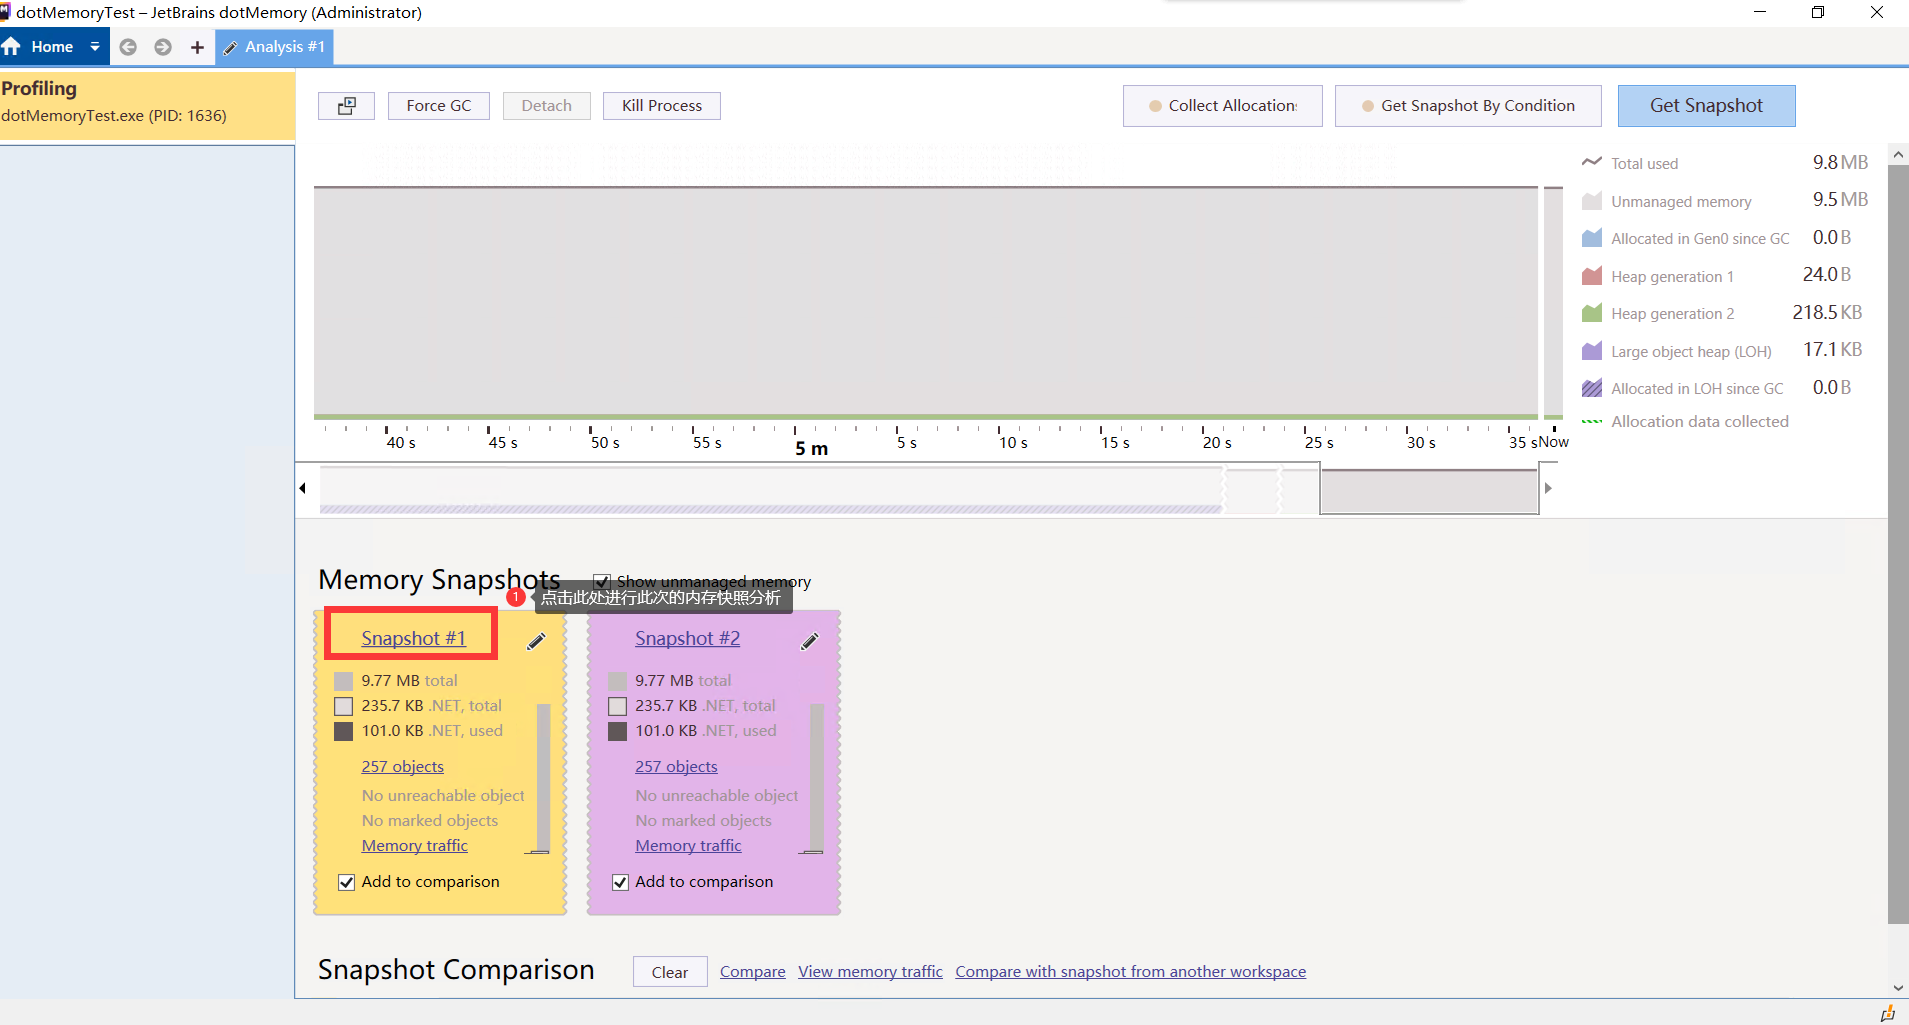 dotMemoryTest – JetBrains dotMemory (Administrator)
Home
Analysis #1
Profiling
dotMemoryTest.exe (PID: 1636)
Force GC
Detach
Kill Process
Collect Allocations
Get Snapshot By Condition
Get Snapshot
Total used 9.8 MB
Unmanaged memory 9.5 MB
Allocated in Gen0 since GC 0.0 B
Heap generation 1 24.0 B
Heap generation 2 218.5 KB
Large object heap (LOH) 17.1 KB
Allocated in LOH since GC 0.0 B
Allocation data collected
40 s 45 s 50 s 55 s 5 m 5 s 10 s 15 s 20 s 25 s 30 s 35 s Now
Memory Snapshots
Show unmanaged memory
1
点击此处进行此次的内存快照分析
Snapshot #1
9.77 MB total
235.7 KB .NET, total
101.0 KB .NET, used
257 objects
No unreachable object
No marked objects
Memory traffic
Add to comparison
Snapshot #2
9.77 MB total
235.7 KB .NET, total
101.0 KB .NET, used
257 objects
No unreachable object
No marked objects
Memory traffic
Add to comparison
Snapshot Comparison
Clear
Compare
View memory traffic
Compare with snapshot from another workspace